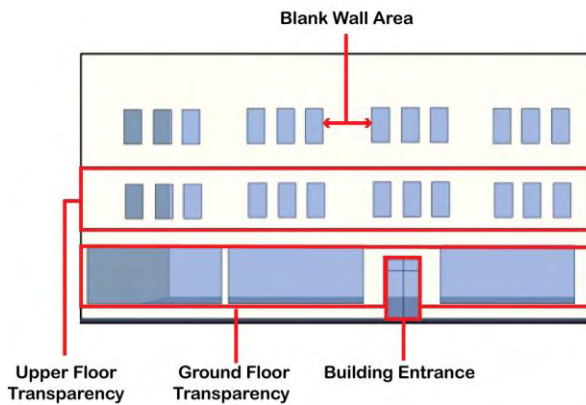 Blank Wall Area
Upper Floor
Transparency
Ground Floor
Transparency
Building Entrance